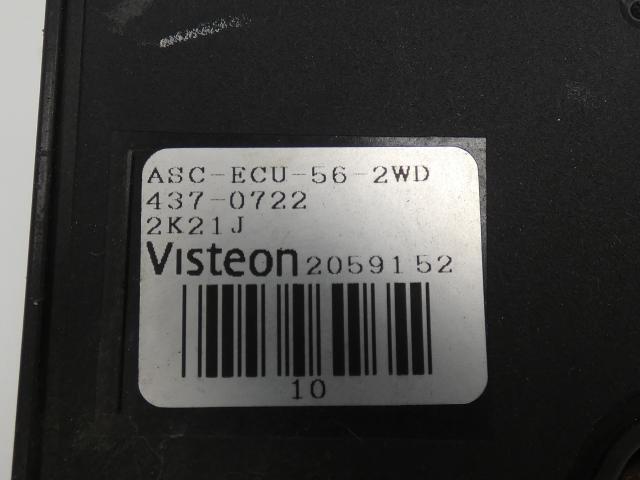 ASC-ECU-56-2WD
437-0722
2K21J
Visteon 2059152
10